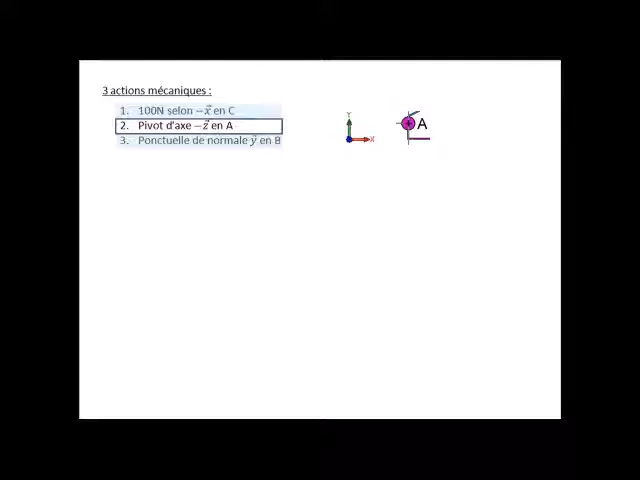 3 actions mécaniques :
1. 100N selon −x⃗ en C
2. Pivot d'axe −z⃗ en A
3. Ponctuelle de normale y⃗ en B
Y
X
A